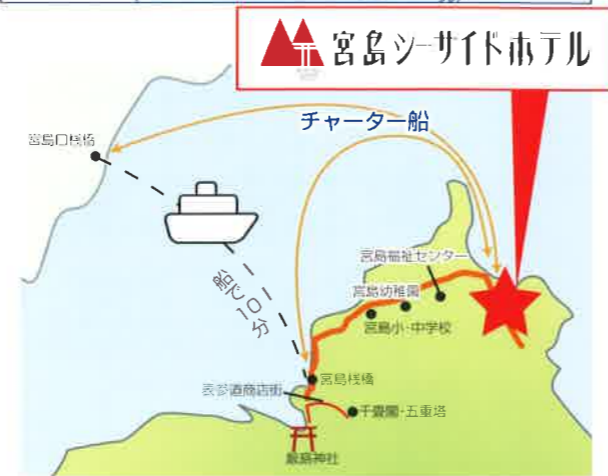 宮島シーサイドホテル
チャーター船
宮島口桟橋
船で10分
宮島福祉センター
宮島幼稚園
宮島小・中学校
宮島桟橋
表参道商店街
千畳閣・五重塔
厳島神社